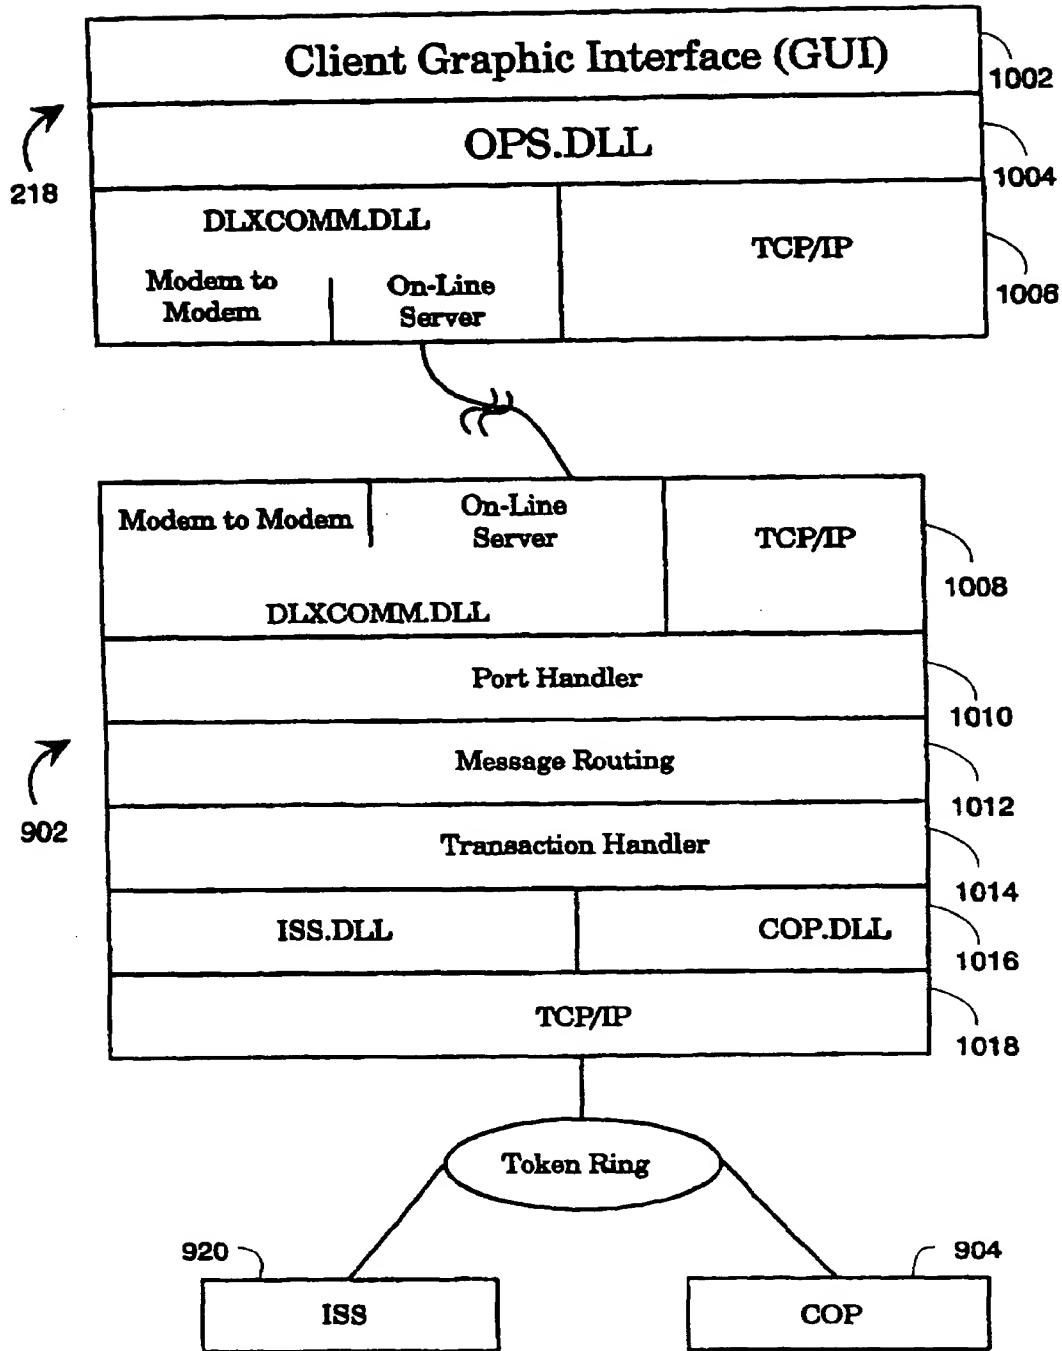 Client Graphic Interface (GUI)
1002
OPS.DLL
1004
218
DLXCOMM.DLL
TCP/IP
1006
Modem to
Modem
On-Line
Server
Modem to Modem
On-Line
Server
TCP/IP
1008
DLXCOMM.DLL
Port Handler
1010
Message Routing
1012
902
Transaction Handler
1014
ISS.DLL
COP.DLL
1016
TCP/IP
1018
Token Ring
920
904
ISS
COP